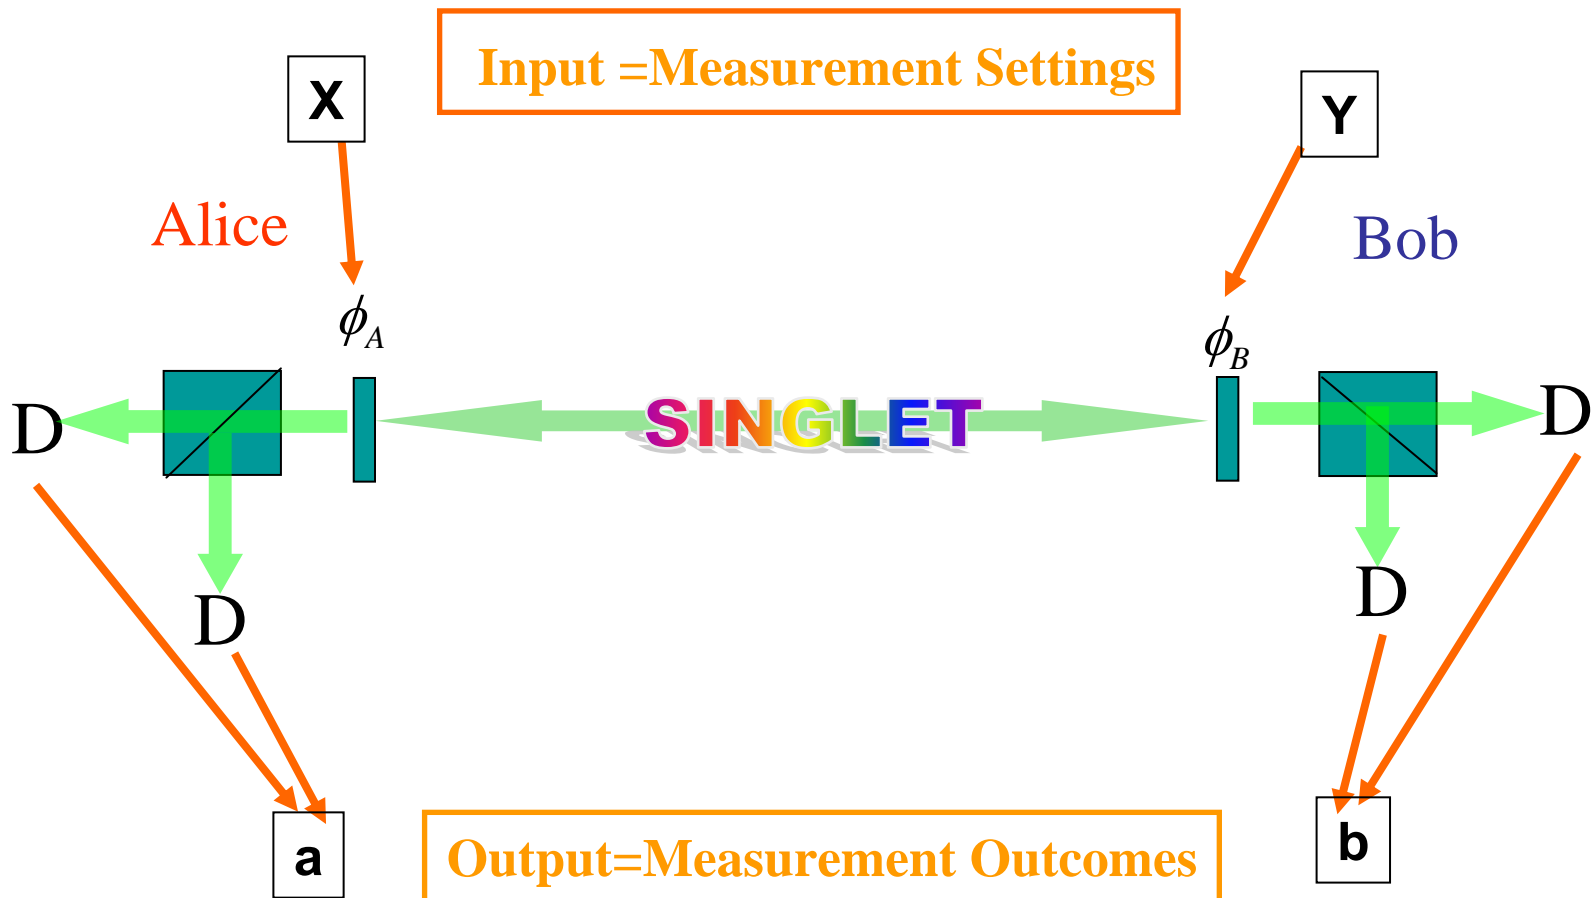 Input =Measurement Settings
X
Y
Alice
Bob
ϕA
ϕB
SINGLET
D
D
D
D
a
b
Output=Measurement Outcomes